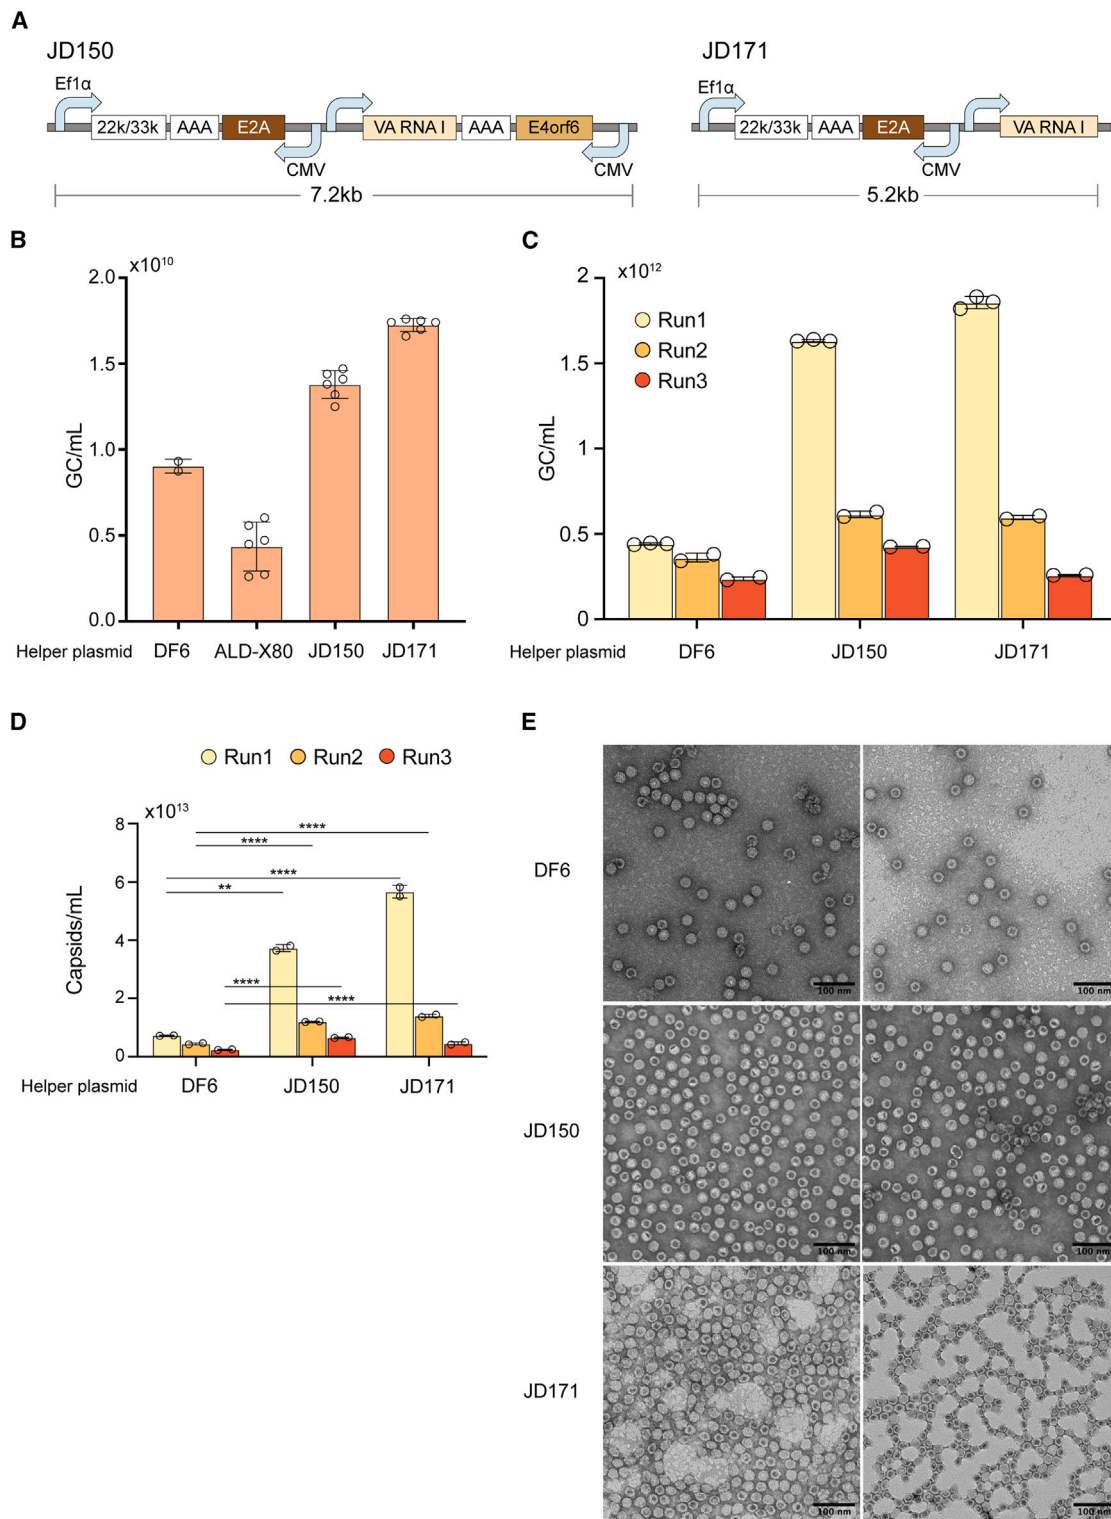 A
JD150
JD171
Ef1α
22k/33k
AAA
E2A
CMV
VA RNA I
AAA
E4orf6
CMV
7.2kb
Ef1α
22k/33k
AAA
E2A
CMV
VA RNA I
5.2kb
B
x10¹⁰
2.0
1.5
1.0
0.5
0.0
GC/mL
Helper plasmid DF6 ALD-X80 JD150 JD171
C
x10¹²
2
1.5
1
0.5
0
GC/mL
Run1
Run2
Run3
Helper plasmid DF6 JD150 JD171
D
Run1 Run2 Run3
x10¹³
8
6
4
2
0
Capsids/mL
****
****
****
**
****
****
Helper plasmid DF6 JD150 JD171
E
DF6
100 nm
100 nm
JD150
100 nm
100 nm
JD171
100 nm
100 nm